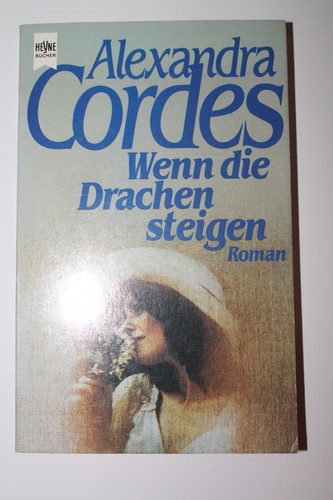 HEYNE
BÜCHER
Alexandra
Cordes
Wenn die
Drachen
steigen
Roman